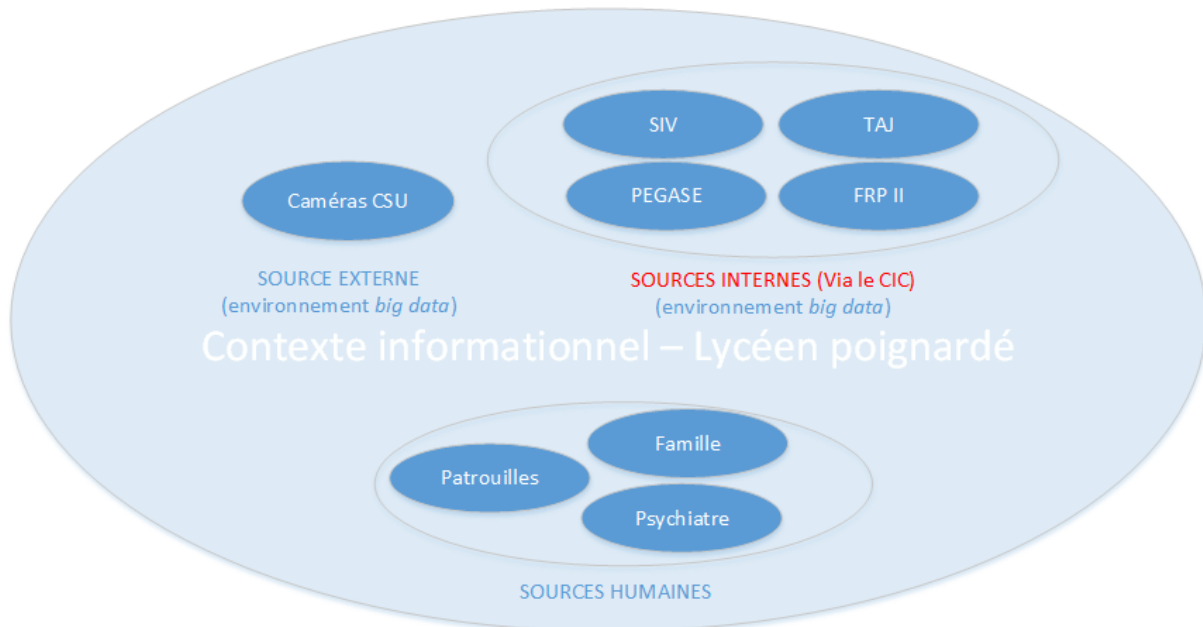 SIV
TAJ
Caméras CSU
PEGASE
FRP II
SOURCE EXTERNE
(environnement big data)
SOURCES INTERNES (Via le CIC)
(environnement big data)
Contexte informationnel – Lycéen poignardé
Famille
Patrouilles
Psychiatre
SOURCES HUMAINES